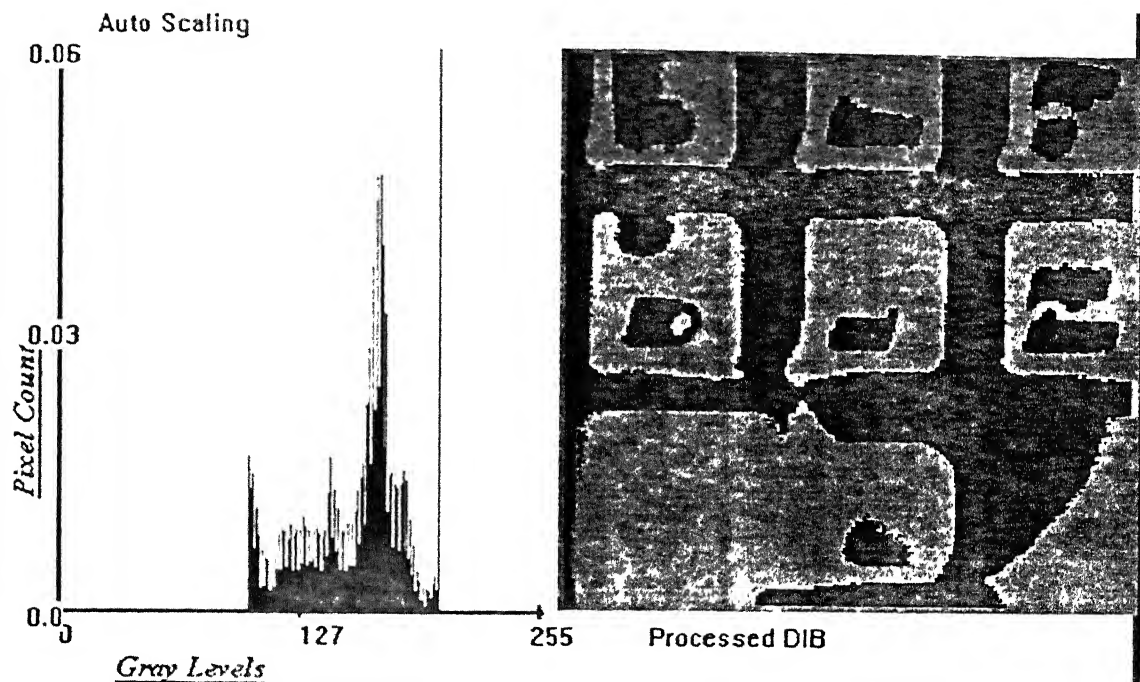 Auto Scaling
0.06
0.03
Pixel Count
0.0
0
127
255
Gray Levels
Processed DIB